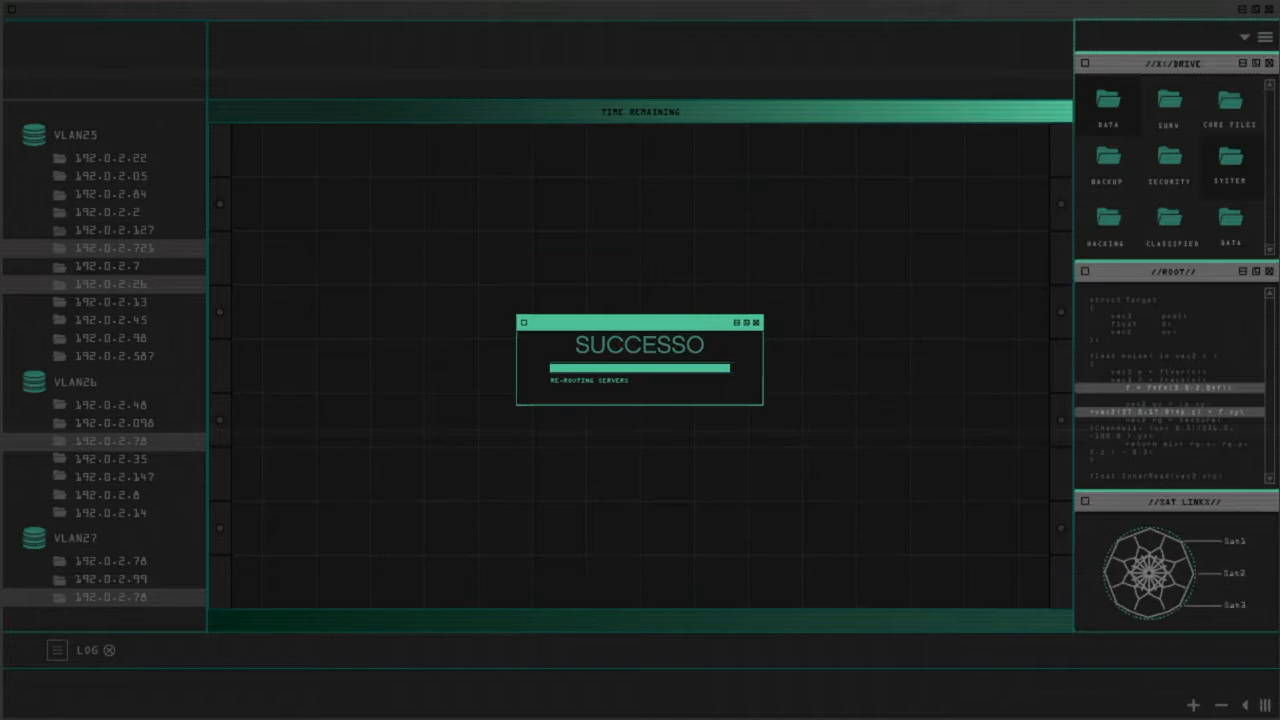 TIME REMAINING
VLAN25
192.0.2.22
192.0.2.05
192.0.2.84
192.0.2.2
192.0.2.127
192.0.2.721
192.0.2.7
192.0.2.26
192.0.2.13
192.0.2.45
192.0.2.98
192.0.2.587
VLAN26
192.0.2.48
192.0.2.098
192.0.2.78
192.0.2.35
192.0.2.147
192.0.2.8
192.0.2.14
VLAN27
192.0.2.78
192.0.2.99
192.0.2.78
LOG
SUCCESSO
RE-ROUTING SERVERS
//X:/DRIVE
DATA
SURV
CORE FILES
BACKUP
SECURITY
SYSTEM
HACKING
CLASSIFIED
DATA
//ROOT//
struct Target
{
};
//SAT LINKS//
Sat1
Sat2
Sat3